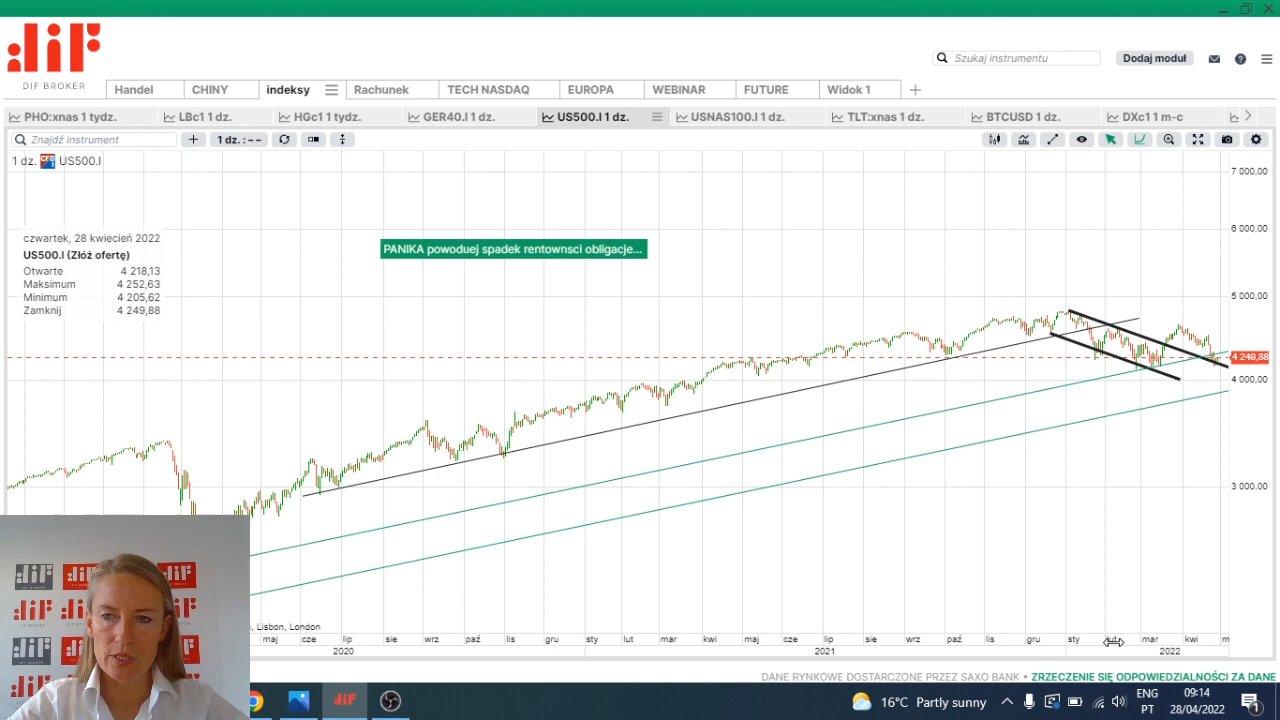 dif
DIF BROKER
Szukaj instrumentu
Dodaj moduł
Handel
CHINY
indeksy
Rachunek
TECH NASDAQ
EUROPA
WEBINAR
FUTURE
Widok 1
PHO:xnas 1 tydz.
LBc1 1 dz.
HGc1 1 tydz.
GER40.I 1 dz.
US500.I 1 dz.
USNAS100.I 1 dz.
TLT:xnas 1 dz.
BTCUSD 1 dz.
DXc1 1 m-c
Znajdź instrument
1 dz. : – –
1 dz. US500.I
7 000,00
6 000,00
5 000,00
4 249,88
4 000,00
3 000,00
czwartek, 28 kwiecień 2022
US500.I (Złóż ofertę)
Otwarte 4 218,13
Maksimum 4 252,63
Minimum 4 205,62
Zamknij 4 249,88
PANIKA powoduej spadek rentownsci obligacje...
, Lisbon, London
maj cze lip sie wrz paź lis gru sty lut mar kwi maj cze lip sie wrz paź lis gru sty lut mar kwi m
2020 2021 2022
DANE RYNKOWE DOSTARCZONE PRZEZ SAXO BANK • ZRZECZENIE SIĘ ODPOWIEDZIALNOŚCI ZA DANE
dif
16°C Partly sunny
ENG
PT
09:14
28/04/2022
1